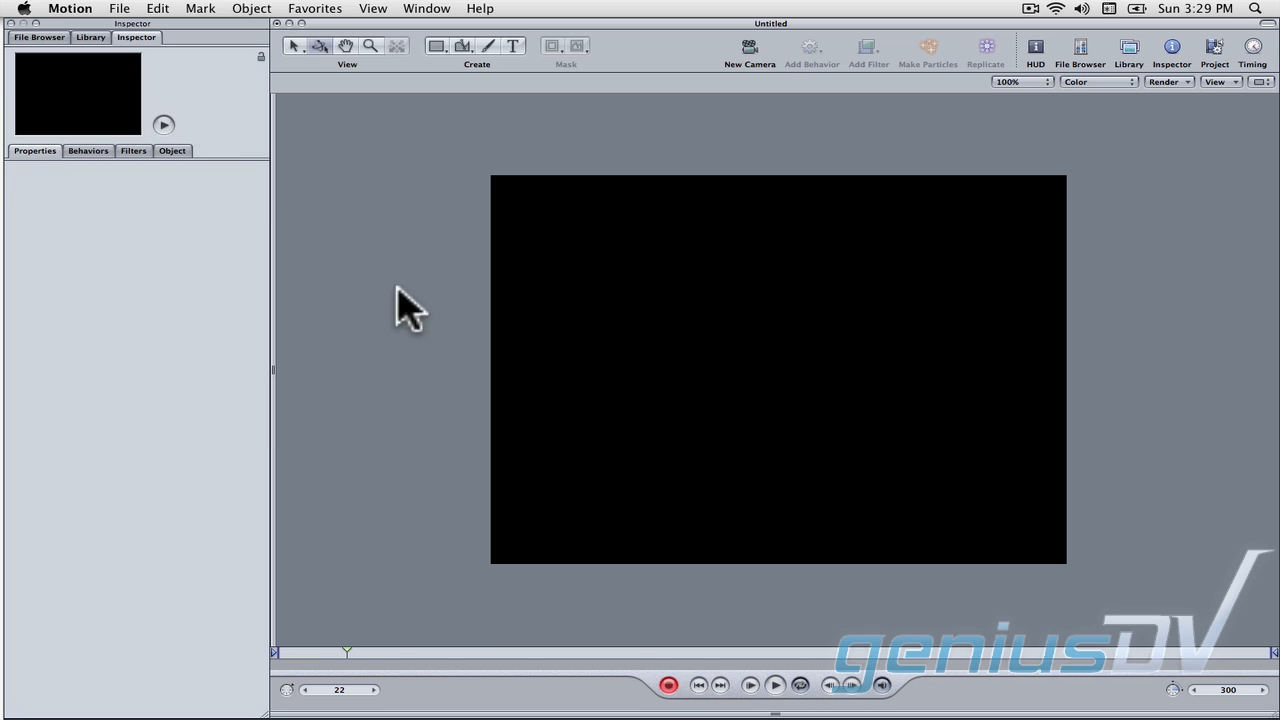 Motion File Edit Mark Object Favorites View Window Help Sun 3:29 PM
Inspector Untitled
File Browser Library Inspector
View Create Mask New Camera Add Behavior Add Filter Make Particles Replicate HUD File Browser Library Inspector Project Timing
100% Color Render View
Properties Behaviors Filters Object
geniusDV
22 300